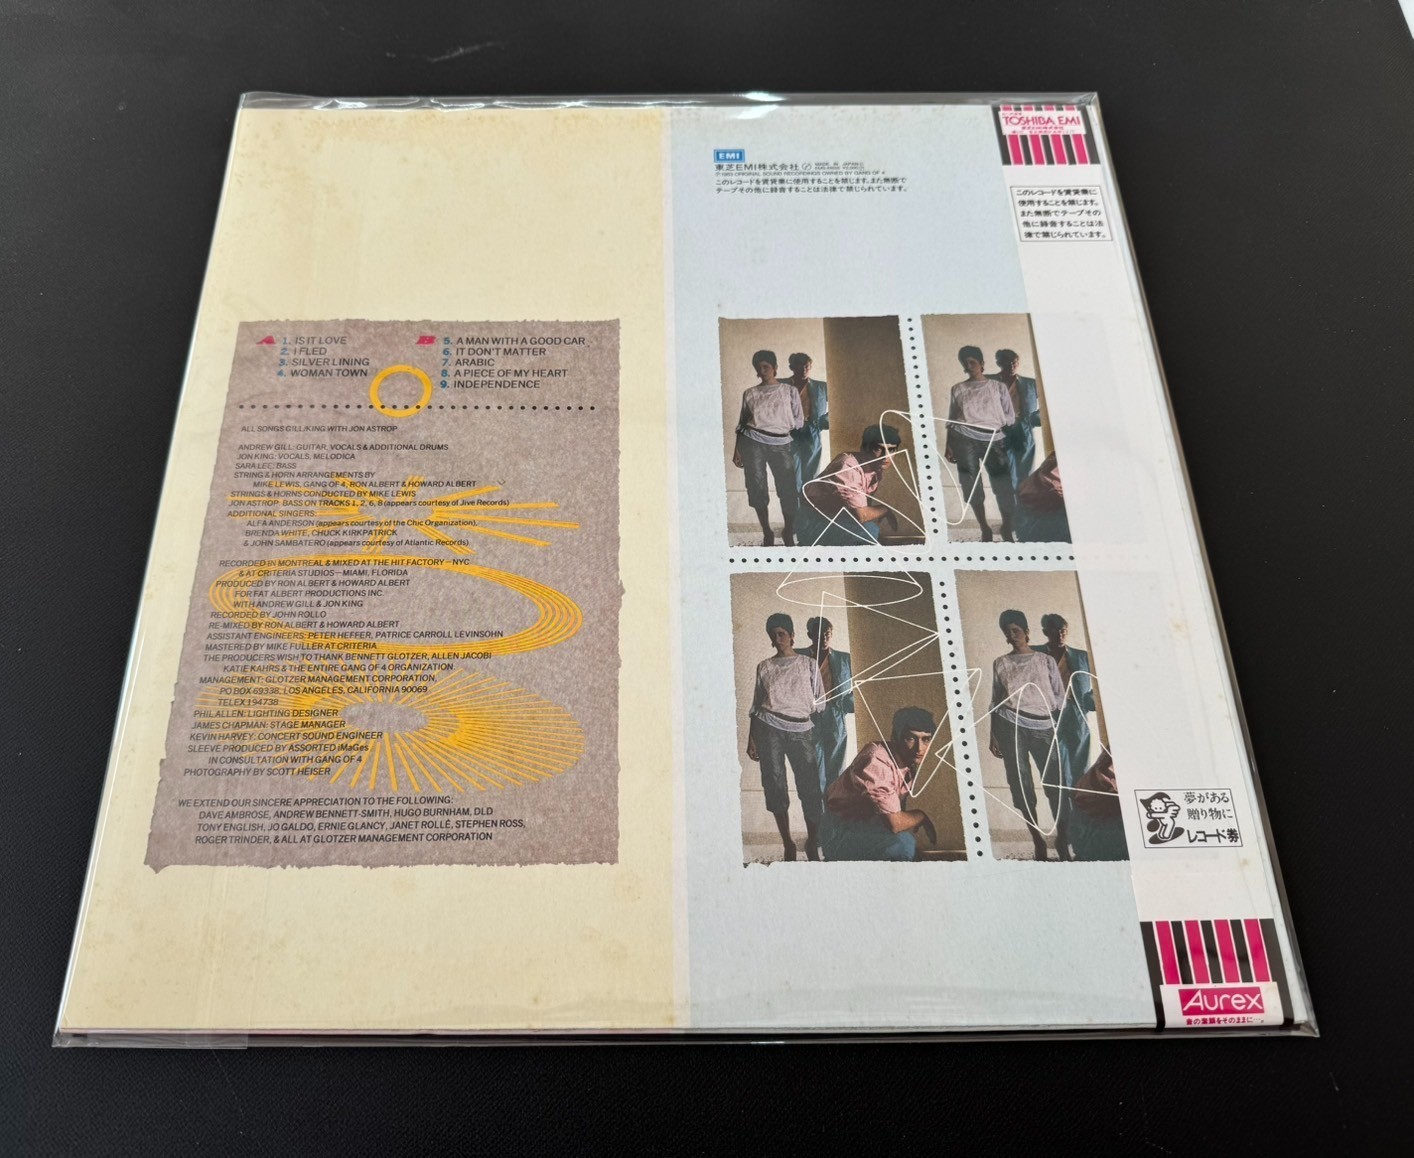 A 1. IS IT LOVE
2. I FLED
3. SILVER LINING
4. WOMAN TOWN
B 5. A MAN WITH A GOOD CAR
6. IT DON'T MATTER
7. ARABIC
8. A PIECE OF MY HEART
9. INDEPENDENCE
ALL SONGS GILL/KING WITH JON ASTROP
ANDREW GILL: GUITAR, VOCALS & ADDITIONAL DRUMS
JON KING: VOCALS, MELODICA
SARA LEE: BASS
STRING & HORN ARRANGEMENTS BY
MIKE LEWIS, GANG OF 4, RON ALBERT & HOWARD ALBERT
STRINGS & HORNS CONDUCTED BY MIKE LEWIS
JON ASTROP: BASS ON TRACKS 1, 2, 6, 8 (appears courtesy of Jive Records)
ADDITIONAL SINGERS:
ALFA ANDERSON (appears courtesy of the Chic Organization),
BRENDA WHITE, CHUCK KIRKPATRICK
& JOHN SAMBATERO (appears courtesy of Atlantic Records)
RECORDED IN MONTREAL & MIXED AT THE HIT FACTORY—NYC
& AT CRITERIA STUDIOS—MIAMI, FLORIDA
PRODUCED BY RON ALBERT & HOWARD ALBERT
FOR FAT ALBERT PRODUCTIONS INC.
WITH ANDREW GILL & JON KING
RECORDED BY JOHN ROLLO
RE-MIXED BY RON ALBERT & HOWARD ALBERT
ASSISTANT ENGINEERS: PETER HEFFER, PATRICE CARROLL LEVINSOHN
MASTERED BY MIKE FULLER AT CRITERIA
THE PRODUCERS WISH TO THANK BENNETT GLOTZER, ALLEN JACOBI
KATIE KAHRS & THE ENTIRE GANG OF 4 ORGANIZATION.
MANAGEMENT: GLOTZER MANAGEMENT CORPORATION,
PO BOX 69338, LOS ANGELES, CALIFORNIA 90069
TELEX 194738
PHIL ALLEN: LIGHTING DESIGNER
JAMES CHAPMAN: STAGE MANAGER
KEVIN HARVEY: CONCERT SOUND ENGINEER
SLEEVE PRODUCED BY ASSORTED iMaGes
IN CONSULTATION WITH GANG OF 4
PHOTOGRAPHY BY SCOTT HEISER
WE EXTEND OUR SINCERE APPRECIATION TO THE FOLLOWING:
DAVE AMBROSE, ANDREW BENNETT-SMITH, HUGO BURNHAM, DLD
TONY ENGLISH, JO GALDO, ERNIE GLANCY, JANET ROLLÉ, STEPHEN ROSS,
ROGER TRINDER, & ALL AT GLOTZER MANAGEMENT CORPORATION
EMI
東芝EMI株式会社 MADE IN JAPAN
℗ 1983 ORIGINAL SOUND RECORDINGS OWNED BY GANG OF 4
このレコードを賃貸業に使用することを禁じます。また無断で
テープその他に録音することは法律で禁じられています。
TOSHIBA EMI
このレコードを賃貸業に
使用することを禁じます。
また無断でテープその
他に録音することは法
律で禁じられています。
夢がある
贈り物に
レコード券
Aurex
音の素顔をそのままに…。